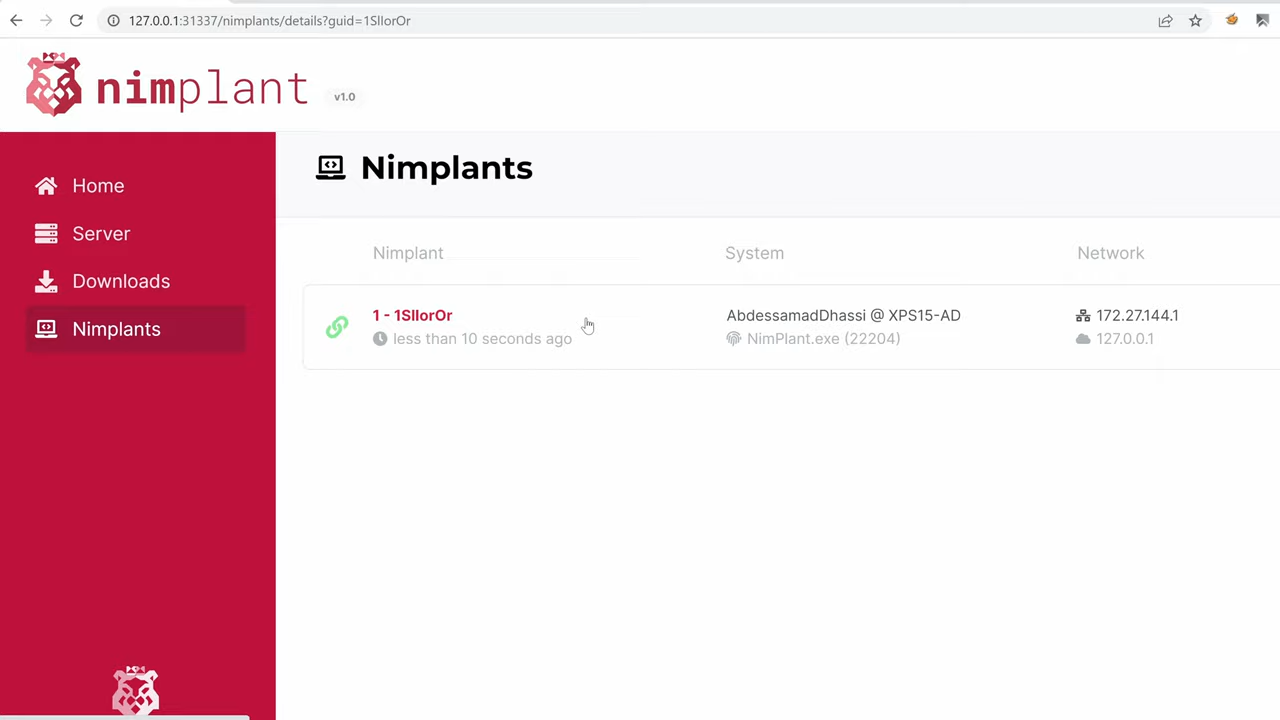 127.0.0.1:31337/nimplants/details?guid=1SlIorOr
nimplant v1.0
Home
Server
Downloads
Nimplants
Nimplants
Nimplant System Network
1 - 1SlIorOr AbdessamadDhassi @ XPS15-AD 172.27.144.1
less than 10 seconds ago NimPlant.exe (22204) 127.0.0.1